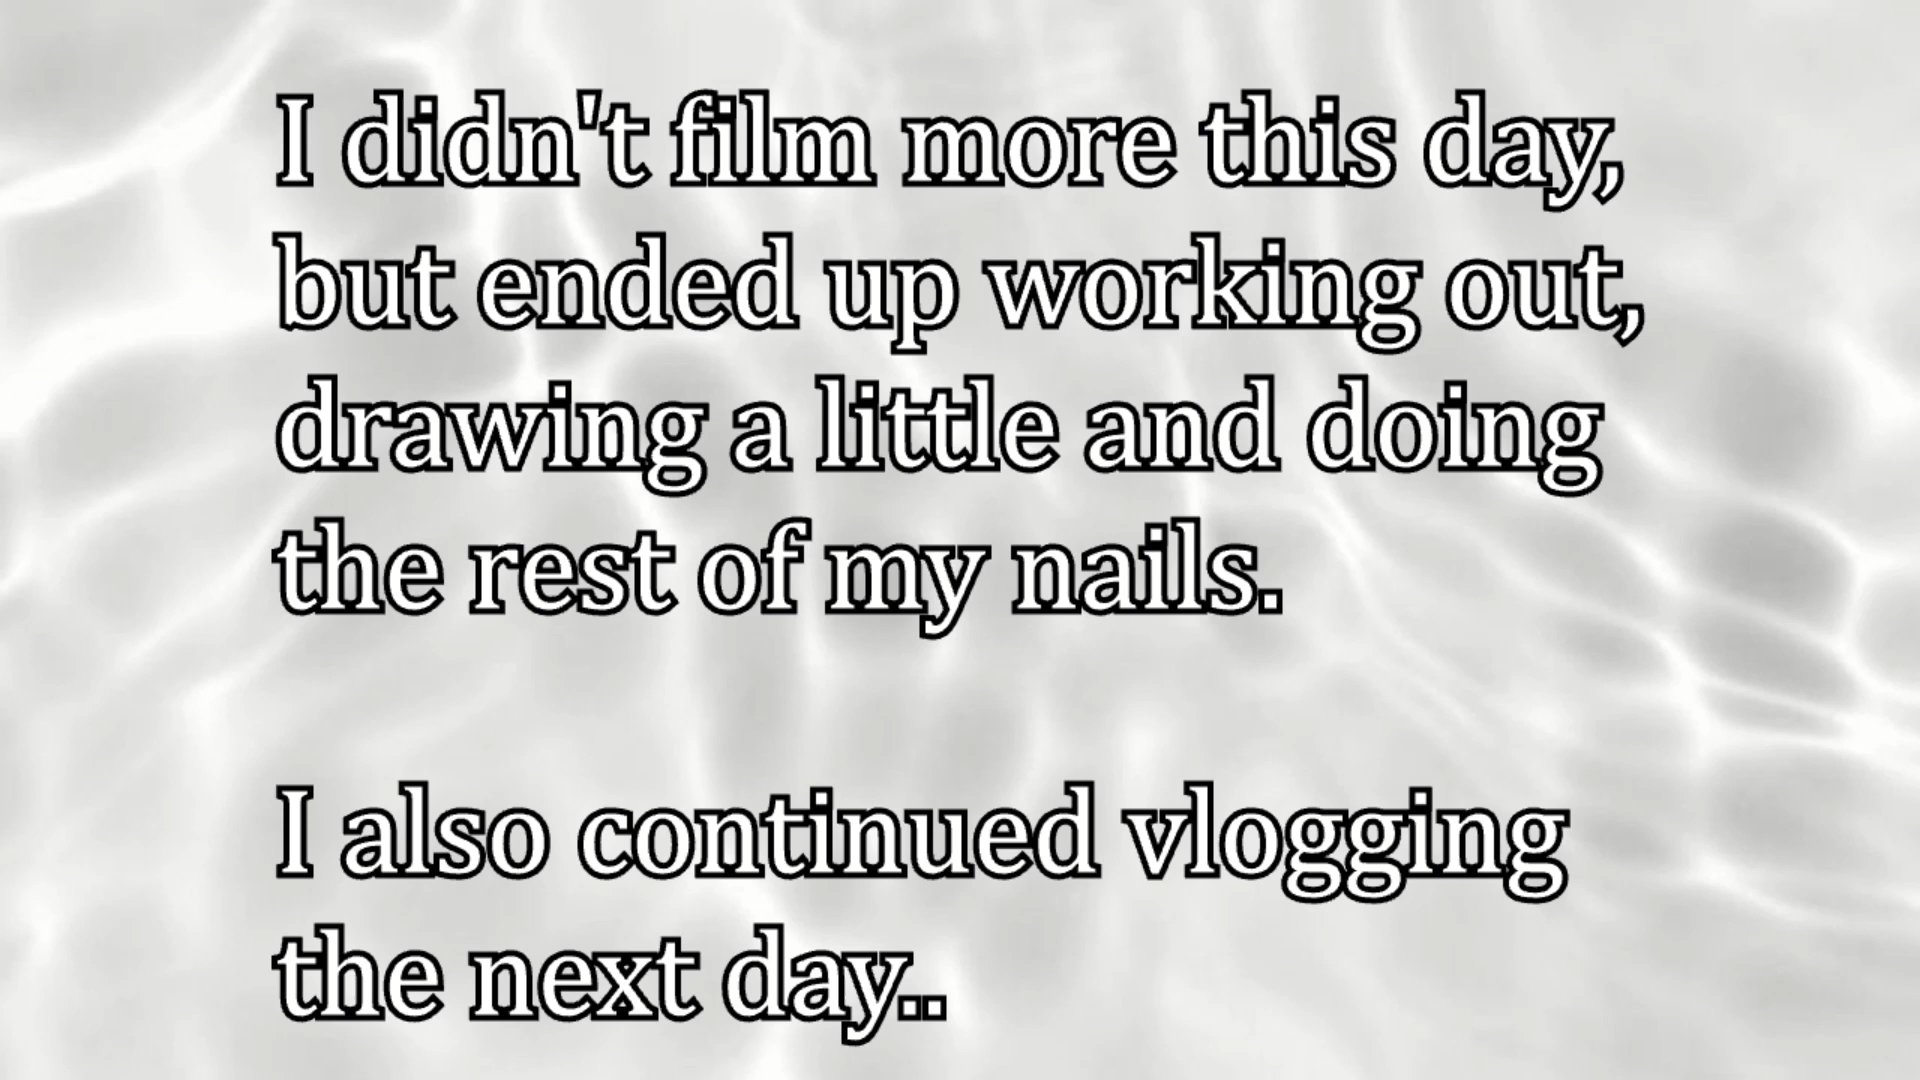 I didn't film more this day,
but ended up working out,
drawing a little and doing
the rest of my nails.
I also continued vlogging
the next day..